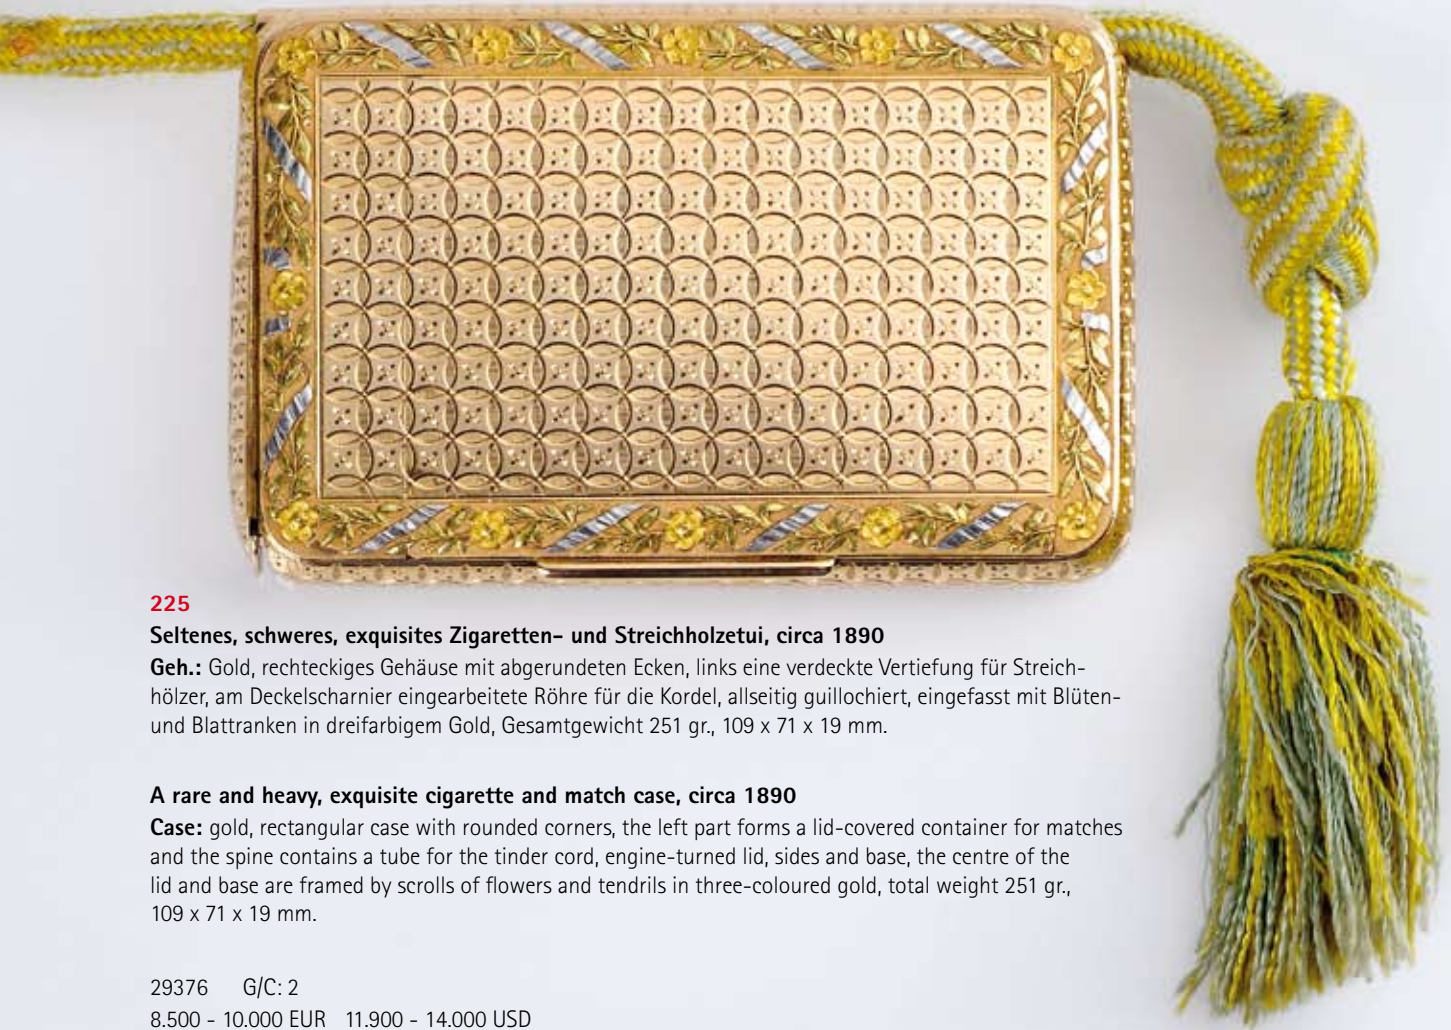 225
Seltenes, schweres, exquisites Zigaretten- und Streichholzetui, circa 1890
Geh.: Gold, rechteckiges Gehäuse mit abgerundeten Ecken, links eine verdeckte Vertiefung für Streich-
hölzer, am Deckelscharnier eingearbeitete Röhre für die Kordel, allseitig guillochiert, eingefasst mit Blüten-
und Blattranken in dreifarbigem Gold, Gesamtgewicht 251 gr., 109 x 71 x 19 mm.
A rare and heavy, exquisite cigarette and match case, circa 1890
Case: gold, rectangular case with rounded corners, the left part forms a lid-covered container for matches
and the spine contains a tube for the tinder cord, engine-turned lid, sides and base, the centre of the
lid and base are framed by scrolls of flowers and tendrils in three-coloured gold, total weight 251 gr.,
109 x 71 x 19 mm.
29376 G/C: 2
8.500 - 10.000 EUR 11.900 - 14.000 USD